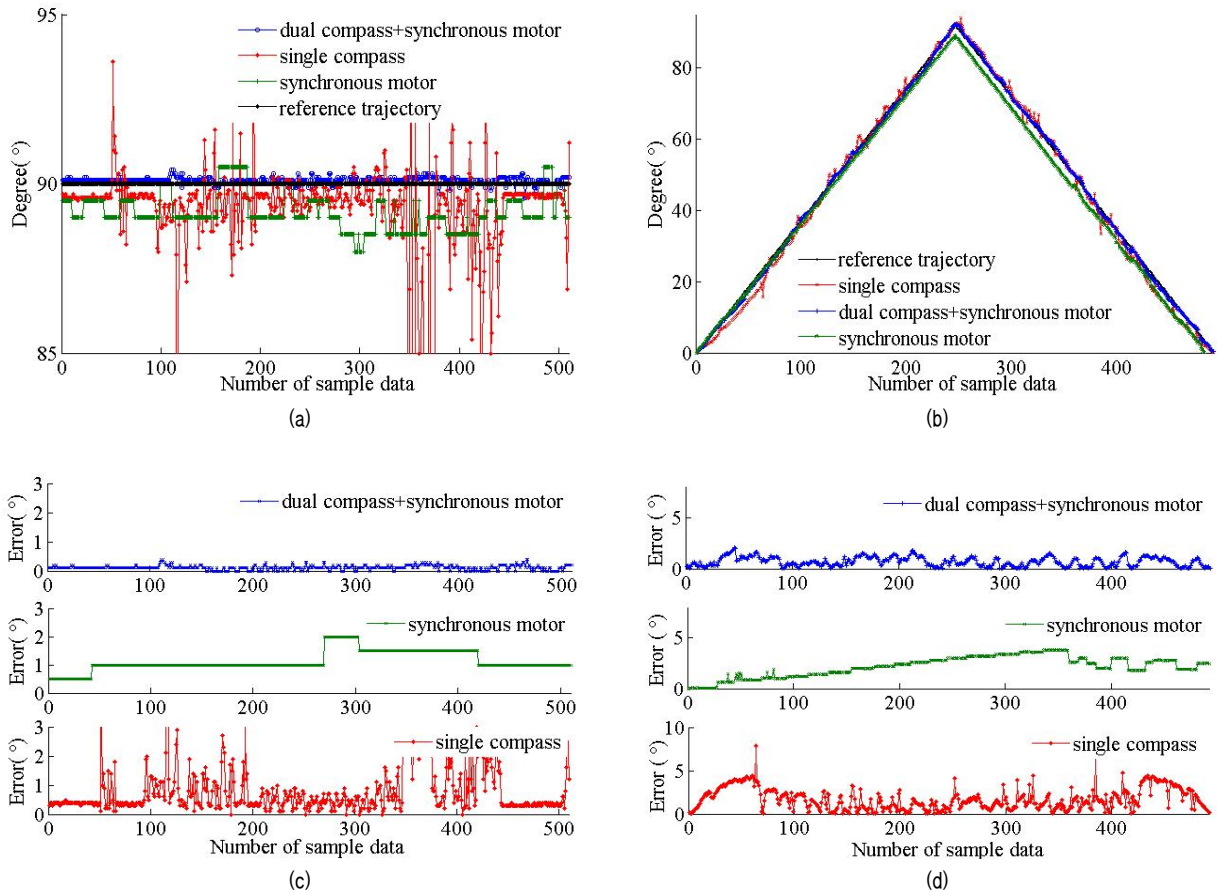 95
90
85
Degree( °)
dual compass+synchronous motor
single compass
synchronous motor
reference trajectory
0 100 200 300 400 500
Number of sample data
(a)
80
60
40
20
0
Degree( °)
reference trajectory
single compass
dual compass+synchronous motor
synchronous motor
0 100 200 300 400
Number of sample data
(b)
3
2
1
0
Error( °)
dual compass+synchronous motor
0 100 200 300 400 500
3
2
1
0
Error( °)
synchronous motor
0 100 200 300 400 500
3
2
1
0
Error( °)
single compass
0 100 200 300 400 500
Number of sample data
(c)
5
0
Error ( °)
dual compass+synchronous motor
0 100 200 300 400
5
0
Error ( °)
synchronous motor
0 100 200 300 400
10
5
0
Error ( °)
single compass
0 100 200 300 400
Number of sample data
(d)